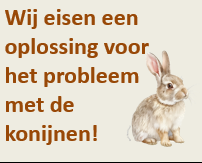 Wij eisen een
oplossing voor
het probleem
met de
konijnen!